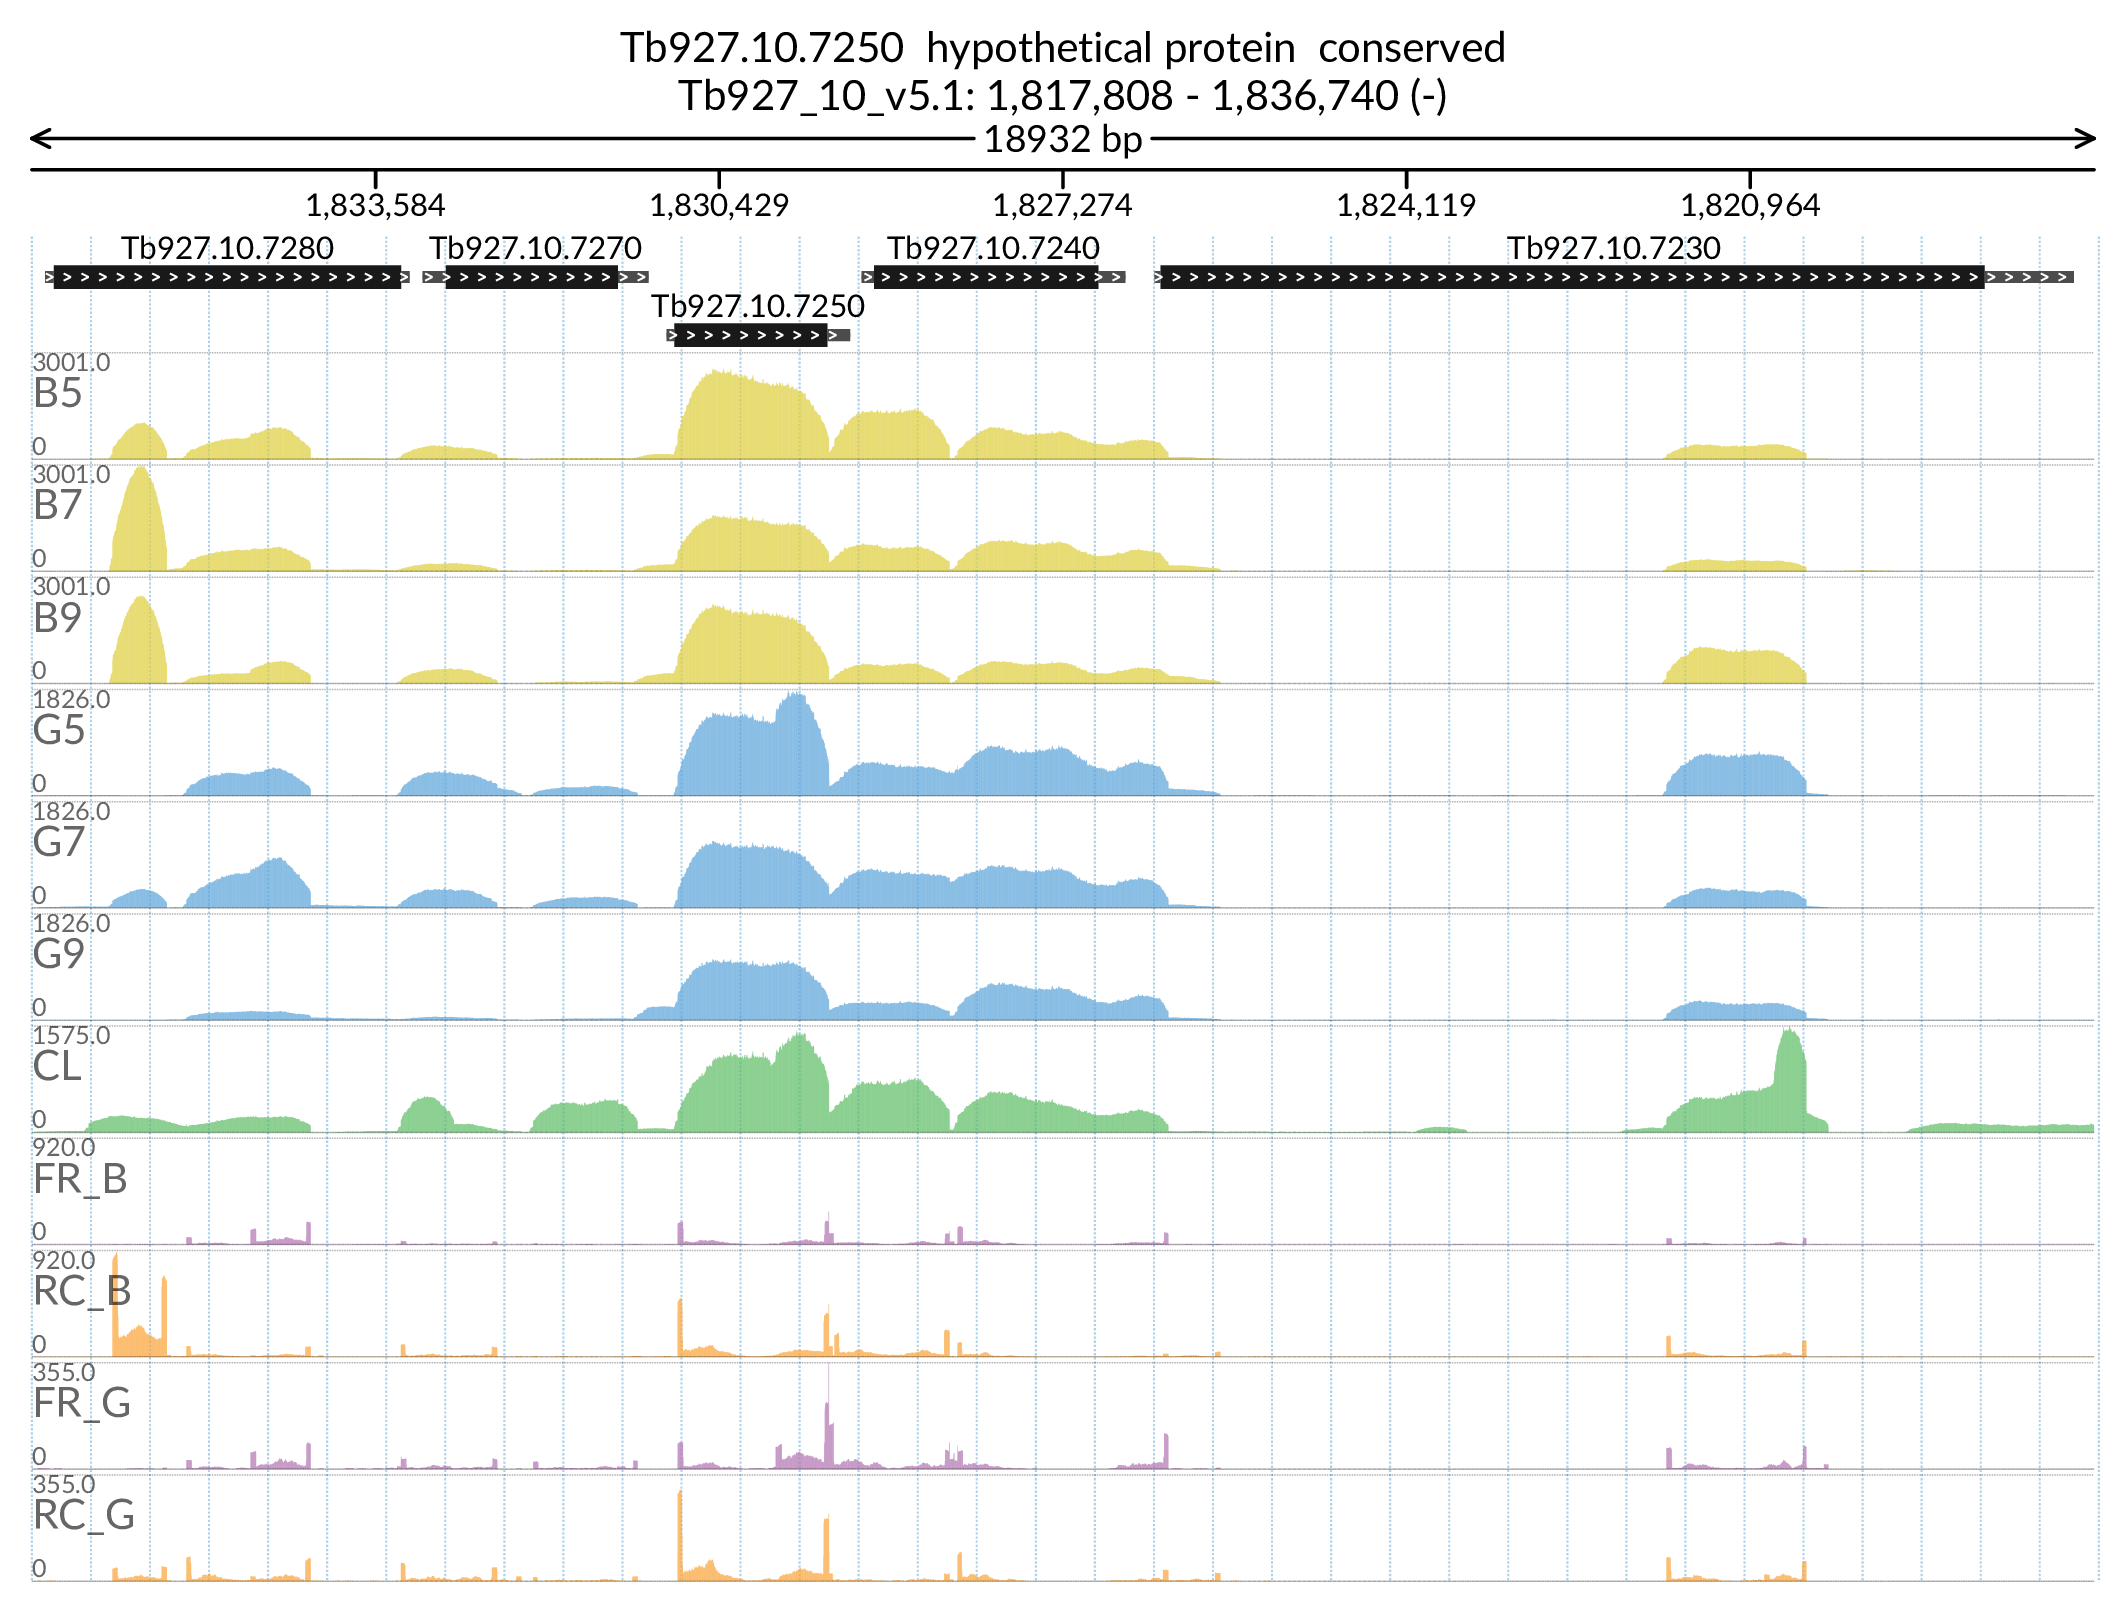 Tb927.10.7250  hypothetical protein  conserved
Tb927_10_v5.1: 1,817,808 - 1,836,740 (-)
18932 bp
1,833,584 1,830,429 1,827,274 1,824,119 1,820,964
Tb927.10.7280 Tb927.10.7270 Tb927.10.7240 Tb927.10.7230
Tb927.10.7250
3001.0
B5
0
3001.0
B7
0
3001.0
B9
0
1826.0
G5
0
1826.0
G7
0
1826.0
G9
0
1575.0
CL
0
920.0
FR_B
0
920.0
RC_B
0
355.0
FR_G
0
355.0
RC_G
0